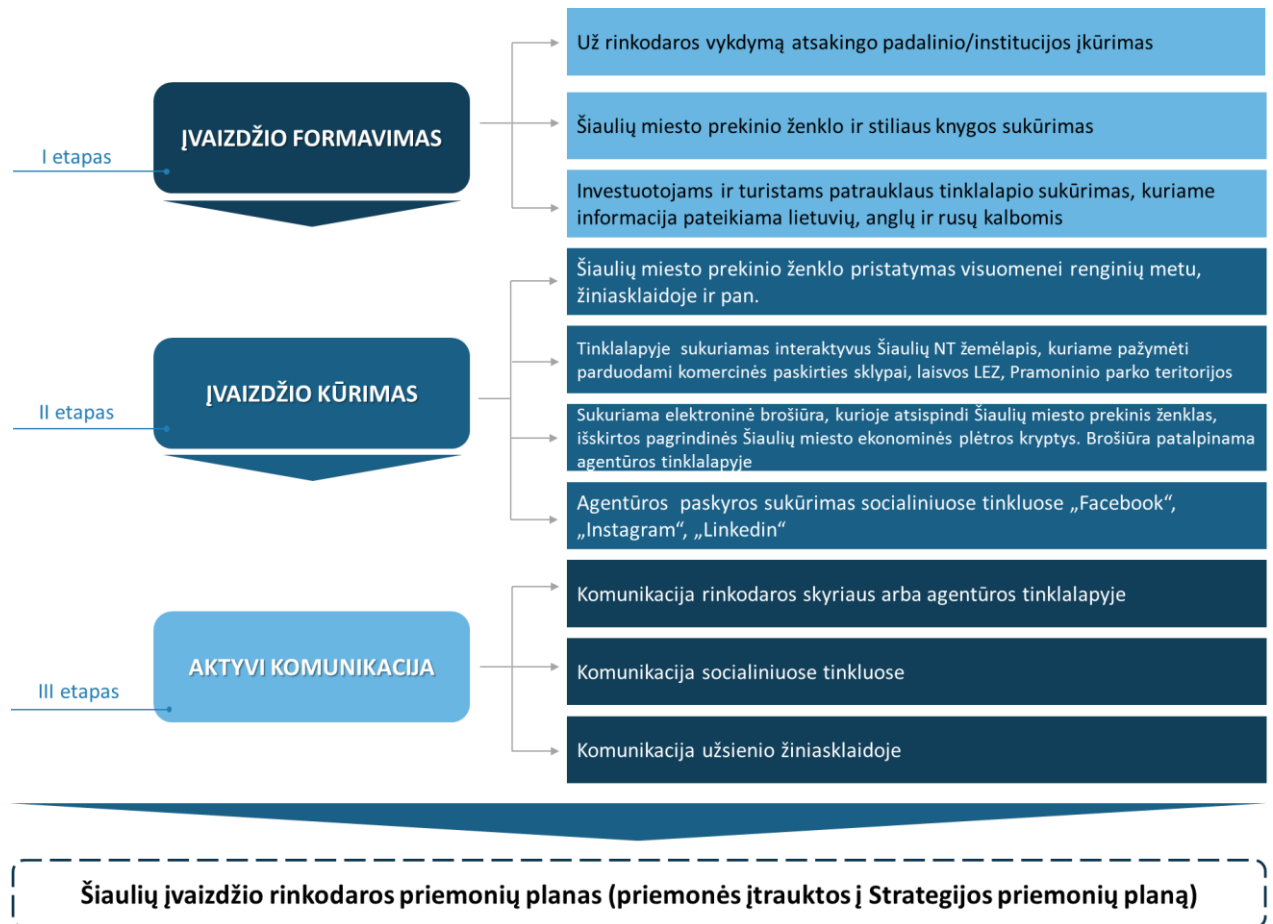 I etapas
ĮVAIZDŽIO FORMAVIMAS
Už rinkodaros vykdymą atsakingo padalinio/institucijos įkūrimas
Šiaulių miesto prekinio ženklo ir stiliaus knygos sukūrimas
Investuotojams ir turistams patrauklaus tinklalapio sukūrimas, kuriame
informacija pateikiama lietuvių, anglų ir rusų kalbomis
II etapas
ĮVAIZDŽIO KŪRIMAS
Šiaulių miesto prekinio ženklo pristatymas visuomenei renginių metu,
žiniasklaidoje ir pan.
Tinklalapyje sukuriamas interaktyvus Šiaulių NT žemėlapis, kuriame pažymėti
parduodami komercinės paskirties sklypai, laisvos LEZ, Pramoninio parko teritorijos
Sukuriama elektroninė brošiūra, kurioje atsispindi Šiaulių miesto prekinis ženklas,
išskirtos pagrindinės Šiaulių miesto ekonominės plėtros kryptys. Brošiūra patalpinama
agentūros tinklalapyje
Agentūros paskyros sukūrimas socialiniuose tinkluose „Facebook“,
„Instagram“, „Linkedin“
III etapas
AKTYVI KOMUNIKACIJA
Komunikacija rinkodaros skyriaus arba agentūros tinklalapyje
Komunikacija socialiniuose tinkluose
Komunikacija užsienio žiniasklaidoje
Šiaulių įvaizdžio rinkodaros priemonių planas (priemonės įtrauktos į Strategijos priemonių planą)